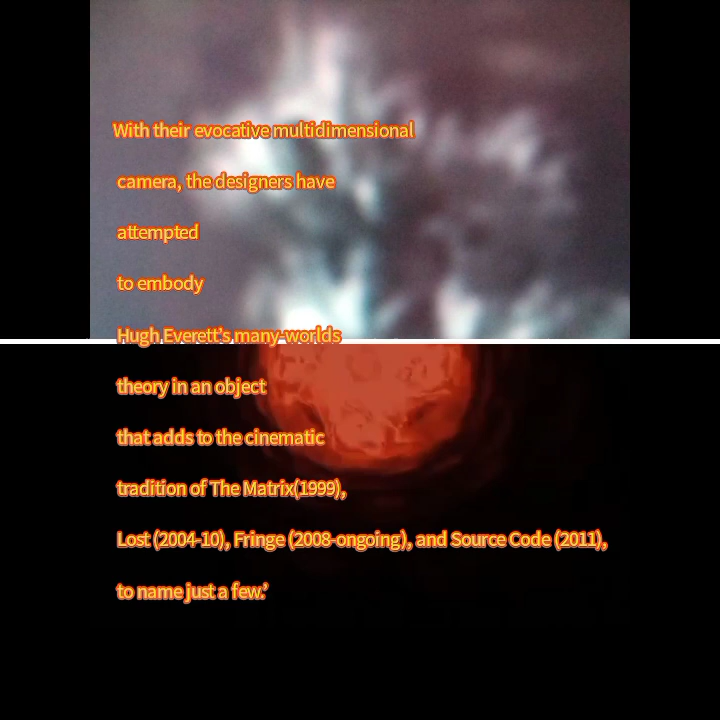 With their evocative multidimensional
camera, the designers have
attempted
to embody
Hugh Everett’s many-worlds
theory in an object
that adds to the cinematic
tradition of The Matrix(1999),
Lost (2004-10), Fringe (2008-ongoing), and Source Code (2011),
to name just a few.’